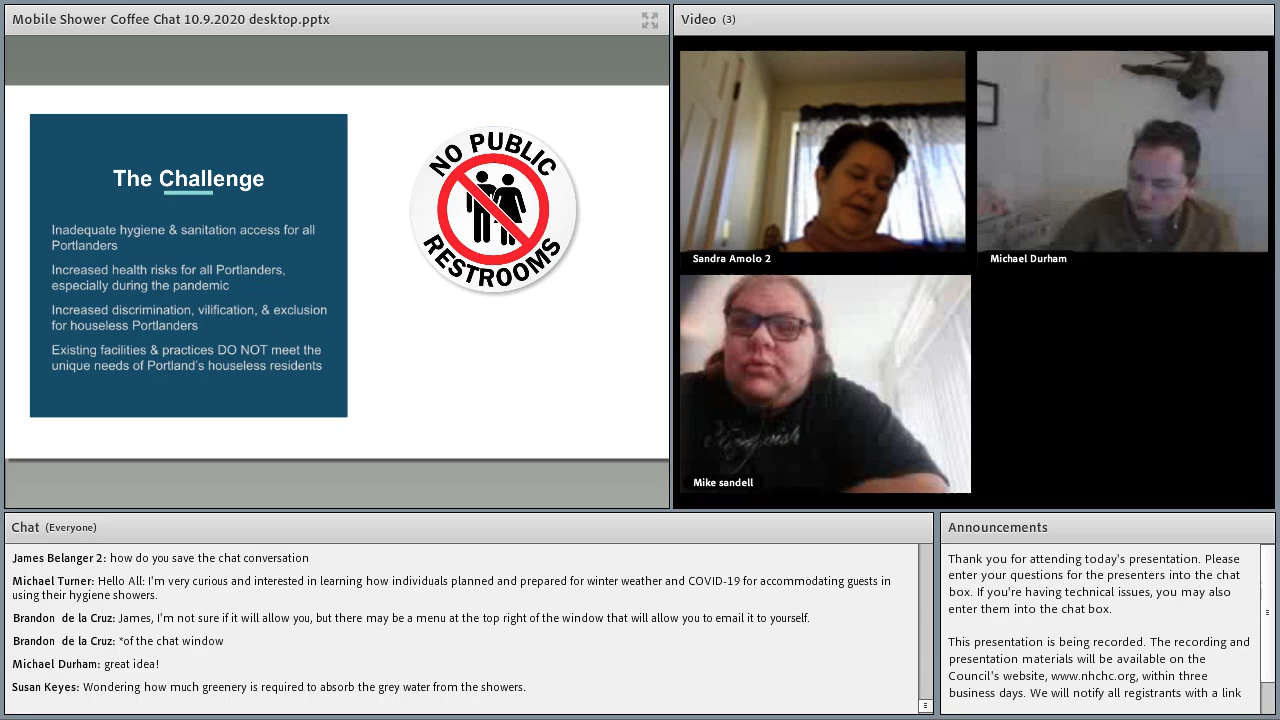 Mobile Shower Coffee Chat 10.9.2020 desktop.pptx
The Challenge
Inadequate hygiene & sanitation access for all
Portlanders
Increased health risks for all Portlanders,
especially during the pandemic
Increased discrimination, vilification, & exclusion
for houseless Portlanders
Existing facilities & practices DO NOT meet the
unique needs of Portland's houseless residents
NO PUBLIC
RESTROOMS
Video (3)
Sandra Amolo 2
Michael Durham
Mike sandell
Chat (Everyone)
James Belanger 2: how do you save the chat conversation
Michael Turner: Hello All: I'm very curious and interested in learning how individuals planned and prepared for winter weather and COVID-19 for accommodating guests in
using their hygiene showers.
Brandon de la Cruz: James, I'm not sure if it will allow you, but there may be a menu at the top right of the window that will allow you to email it to yourself.
Brandon de la Cruz: *of the chat window
Michael Durham: great idea!
Susan Keyes: Wondering how much greenery is required to absorb the grey water from the showers.
Announcements
Thank you for attending today's presentation. Please
enter your questions for the presenters into the chat
box. If you're having technical issues, you may also
enter them into the chat box.
This presentation is being recorded. The recording and
presentation materials will be available on the
Council's website, www.nhchc.org, within three
business days. We will notify all registrants with a link